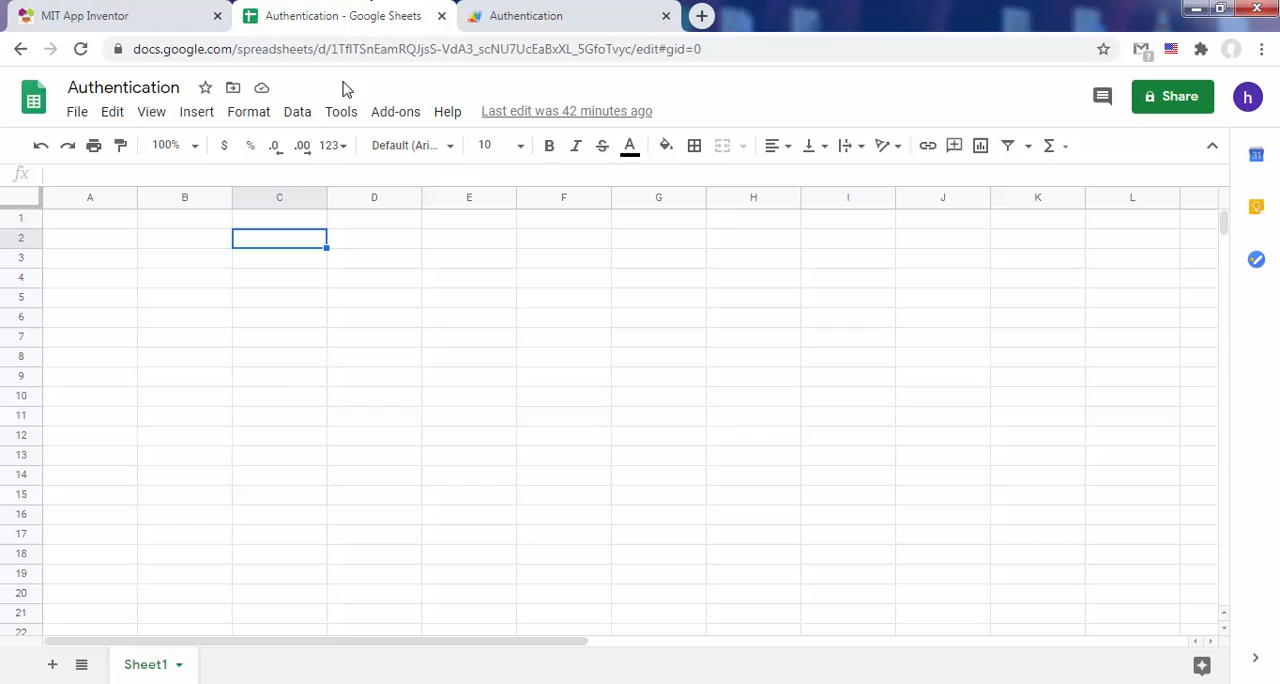 MIT App Inventor
Authentication - Google Sheets
Authentication
docs.google.com/spreadsheets/d/1TflTSnEamRQJjsS-VdA3_scNU7UcEaBxXL_5GfoTvyc/edit#gid=0
Authentication
File Edit View Insert Format Data Tools Add-ons Help Last edit was 42 minutes ago
Share
h
100% $ % .0 .00 123 Default (Ari... 10 B I S A
fx
A B C D E F G H I J K L
1
2
3
4
5
6
7
8
9
10
11
12
13
14
15
16
17
18
19
20
21
22
Sheet1
31